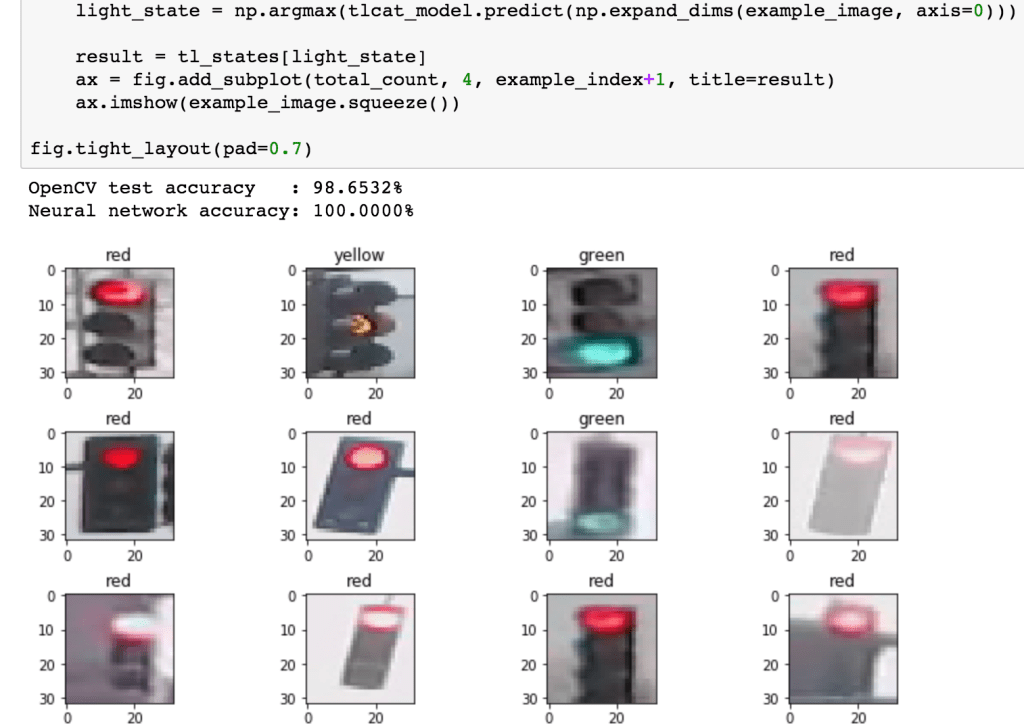 light_state = np.argmax(tlcat_model.predict(np.expand_dims(example_image, axis=0)))
result = tl_states[light_state]
ax = fig.add_subplot(total_count, 4, example_index+1, title=result)
ax.imshow(example_image.squeeze())
fig.tight_layout(pad=0.7)
OpenCV test accuracy   : 98.6532%
Neural network accuracy: 100.0000%
red yellow green red
0 0 0 0
10 10 10 10
20 20 20 20
30 30 30 30
0 20 0 20 0 20 0 20
red red green red
0 0 0 0
10 10 10 10
20 20 20 20
30 30 30 30
0 20 0 20 0 20 0 20
red red red red
0 0 0 0
10 10 10 10
20 20 20 20
30 30 30 30
0 20 0 20 0 20 0 20